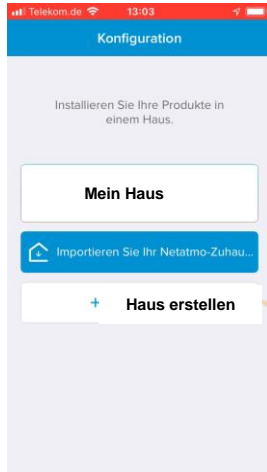 Telekom.de 13:03
Konfiguration
Installieren Sie Ihre Produkte in
einem Haus.
Mein Haus
Importieren Sie Ihr Netatmo-Zuhau...
+ Haus erstellen